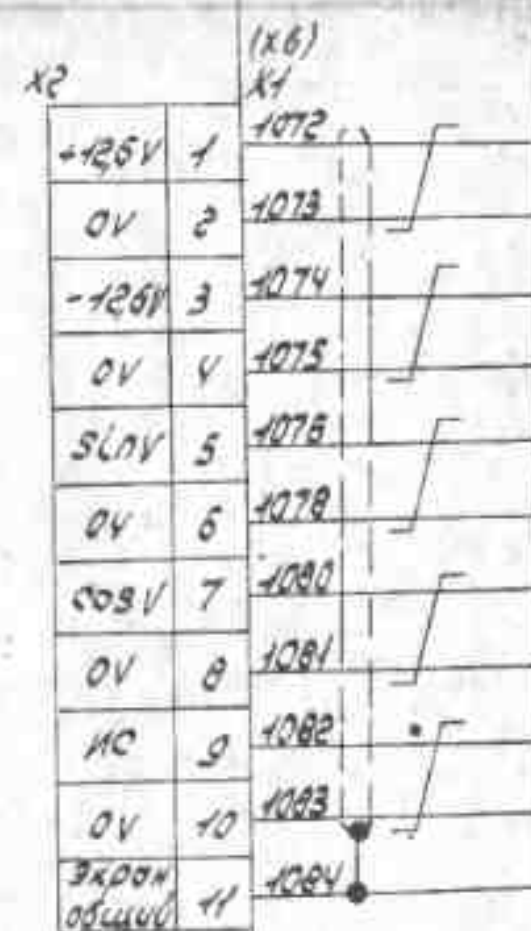 (X6)
X2 X1
+12,6V 1 1072
0V 2 1073
-12,6V 3 1074
0V 4 1075
sinV 5 1076
0V 6 1078
cosV 7 1080
0V 8 1081
ИС 9 1082
0V 10 1083
Экран
общий 11 1084